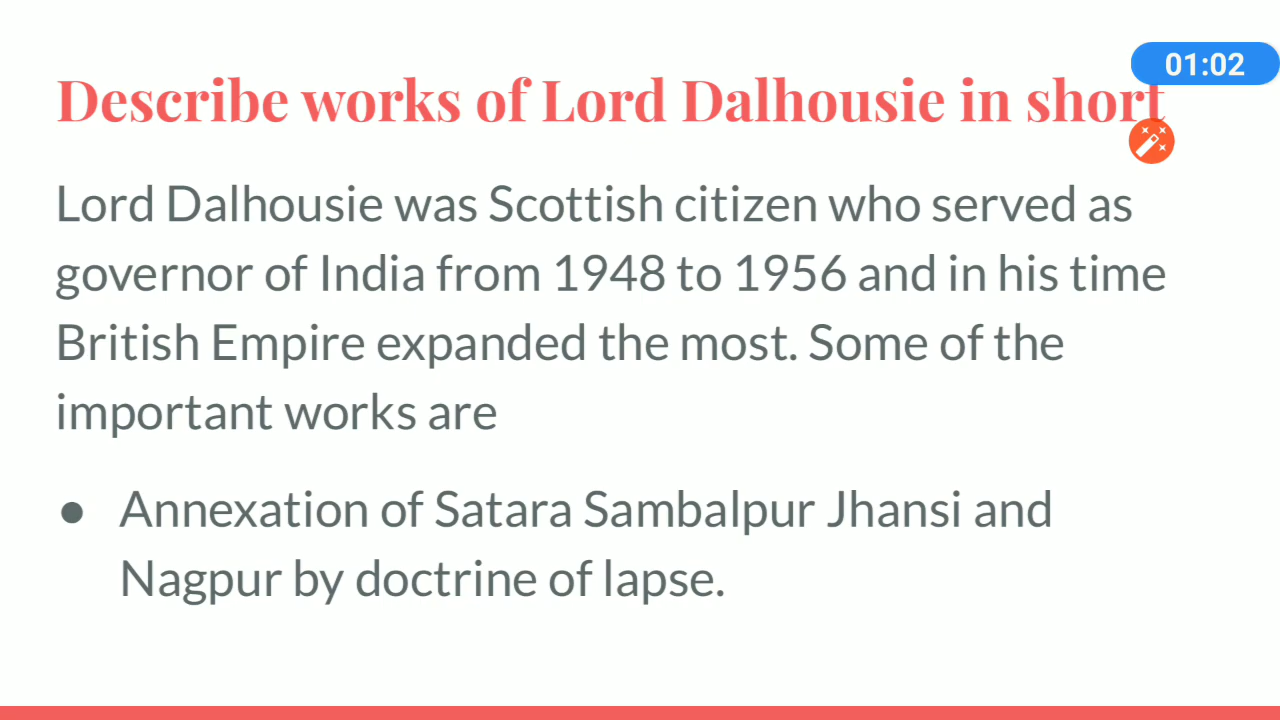 01:02
Describe works of Lord Dalhousie in short
Lord Dalhousie was Scottish citizen who served as
governor of India from 1948 to 1956 and in his time
British Empire expanded the most. Some of the
important works are
● Annexation of Satara Sambalpur Jhansi and
Nagpur by doctrine of lapse.